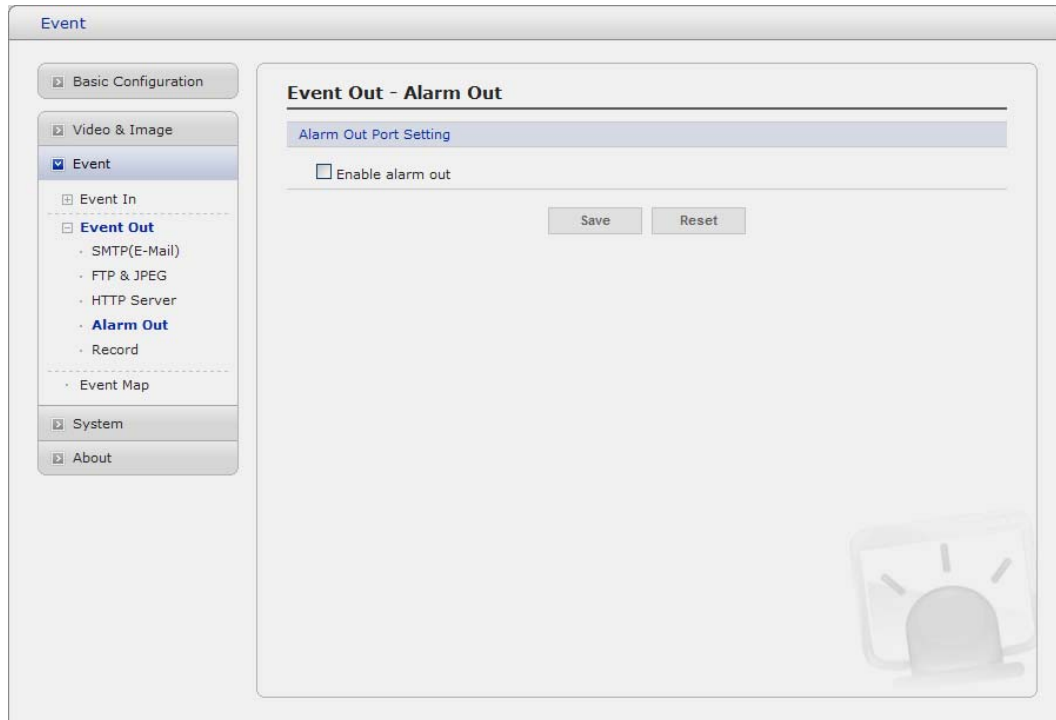 Event
Basic Configuration
Video & Image
Event
Event In
Event Out
SMTP(E-Mail)
FTP & JPEG
HTTP Server
Alarm Out
Record
Event Map
System
About
Event Out - Alarm Out
Alarm Out Port Setting
Enable alarm out
Save Reset